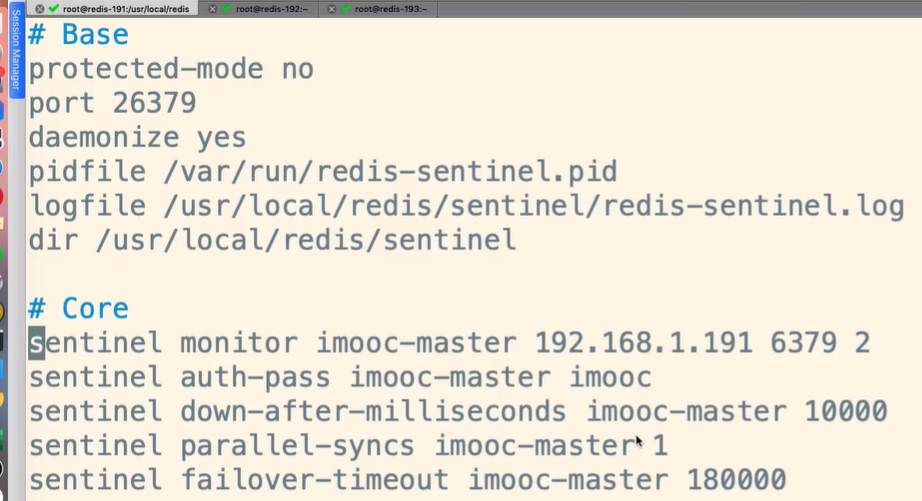 root@redis-191:/usr/local/redis root@redis-192:~ root@redis-193:~
Session Manager
# Base
protected-mode no
port 26379
daemonize yes
pidfile /var/run/redis-sentinel.pid
logfile /usr/local/redis/sentinel/redis-sentinel.log
dir /usr/local/redis/sentinel
# Core
sentinel monitor imooc-master 192.168.1.191 6379 2
sentinel auth-pass imooc-master imooc
sentinel down-after-milliseconds imooc-master 10000
sentinel parallel-syncs imooc-master 1
sentinel failover-timeout imooc-master 180000